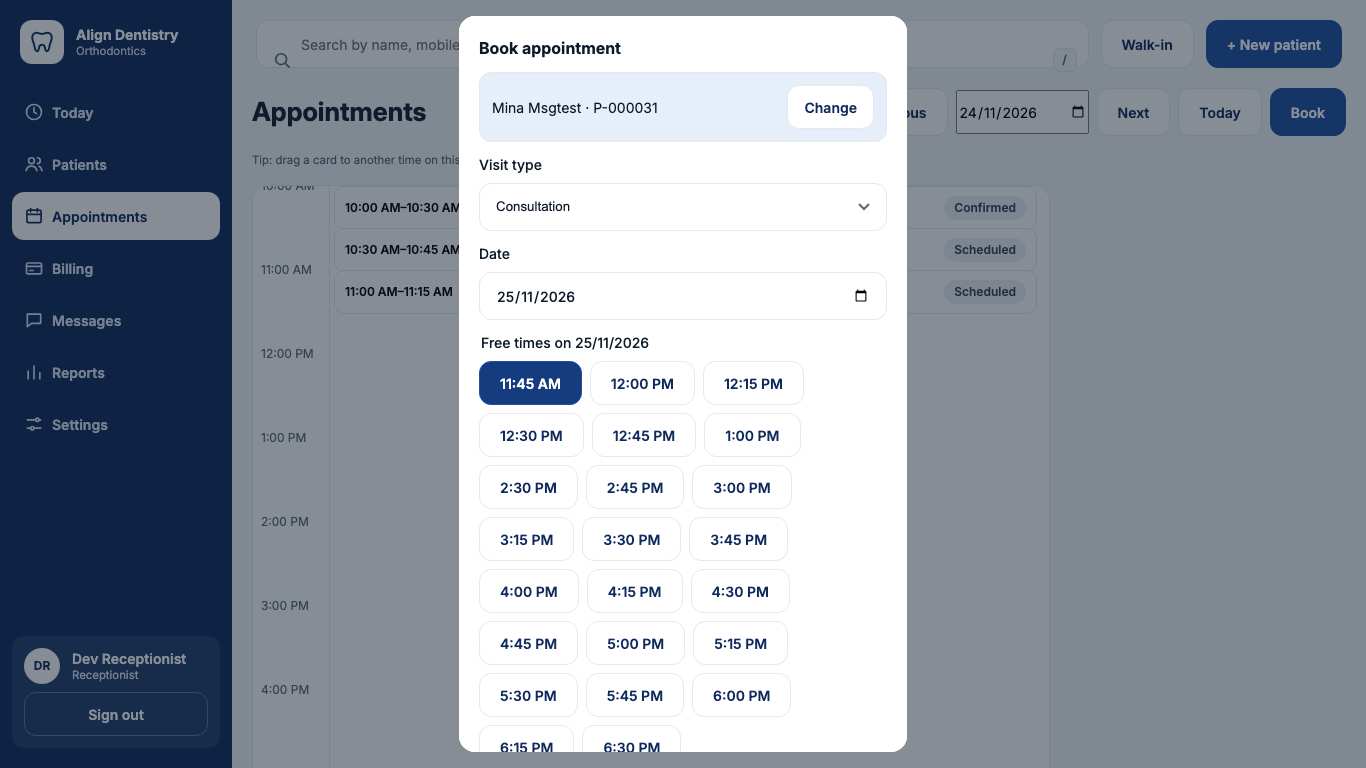 Align Dentistry
Orthodontics
Today
Patients
Appointments
Billing
Messages
Reports
Settings
DR
Dev Receptionist
Receptionist
Sign out
Search by name, mobile
/
Walk-in
+ New patient
Appointments
24/11/2026
Next
Today
Book
Tip: drag a card to another time on this
10:00 AM
10:00 AM–10:30 AM
Confirmed
10:30 AM–10:45 AM
Scheduled
11:00 AM
11:00 AM–11:15 AM
Scheduled
12:00 PM
1:00 PM
2:00 PM
3:00 PM
4:00 PM
Book appointment
Mina Msgtest · P-000031
Change
Visit type
Consultation
Date
25/11/2026
Free times on 25/11/2026
11:45 AM 12:00 PM 12:15 PM
12:30 PM 12:45 PM 1:00 PM
2:30 PM 2:45 PM 3:00 PM
3:15 PM 3:30 PM 3:45 PM
4:00 PM 4:15 PM 4:30 PM
4:45 PM 5:00 PM 5:15 PM
5:30 PM 5:45 PM 6:00 PM
6:15 PM 6:30 PM